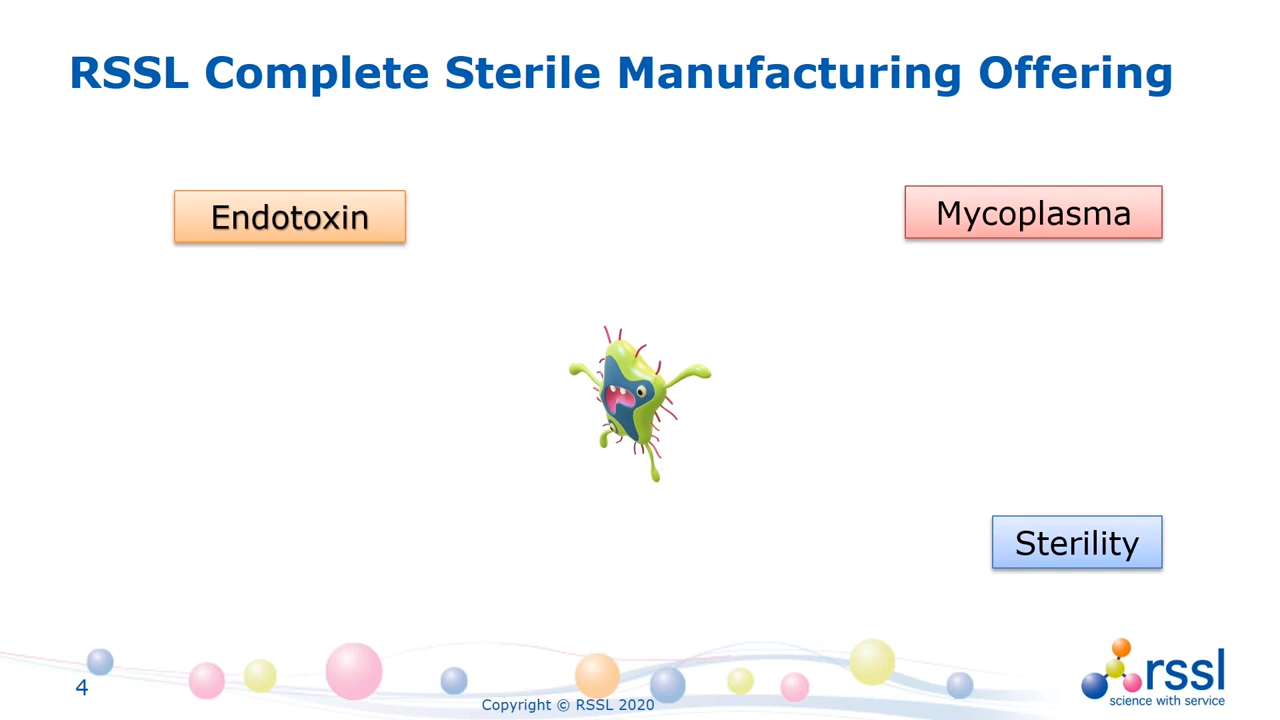 RSSL Complete Sterile Manufacturing Offering
Endotoxin
Mycoplasma
Sterility
4
Copyright © RSSL 2020
rssl
science with service